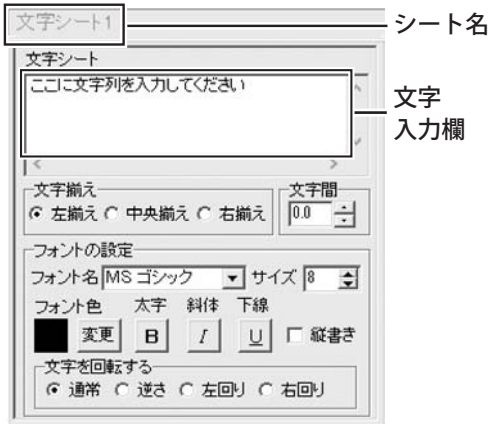 文字シート1
シート名
文字シート
ここに文字列を入力してください
文字
入力欄
文字揃え
文字間
左揃え 中央揃え 右揃え
0.0
フォントの設定
フォント名 MS ゴシック サイズ 8
フォント色 太字 斜体 下線
変更 B I U 縦書き
文字を回転する
通常 逆さ 左回り 右回り